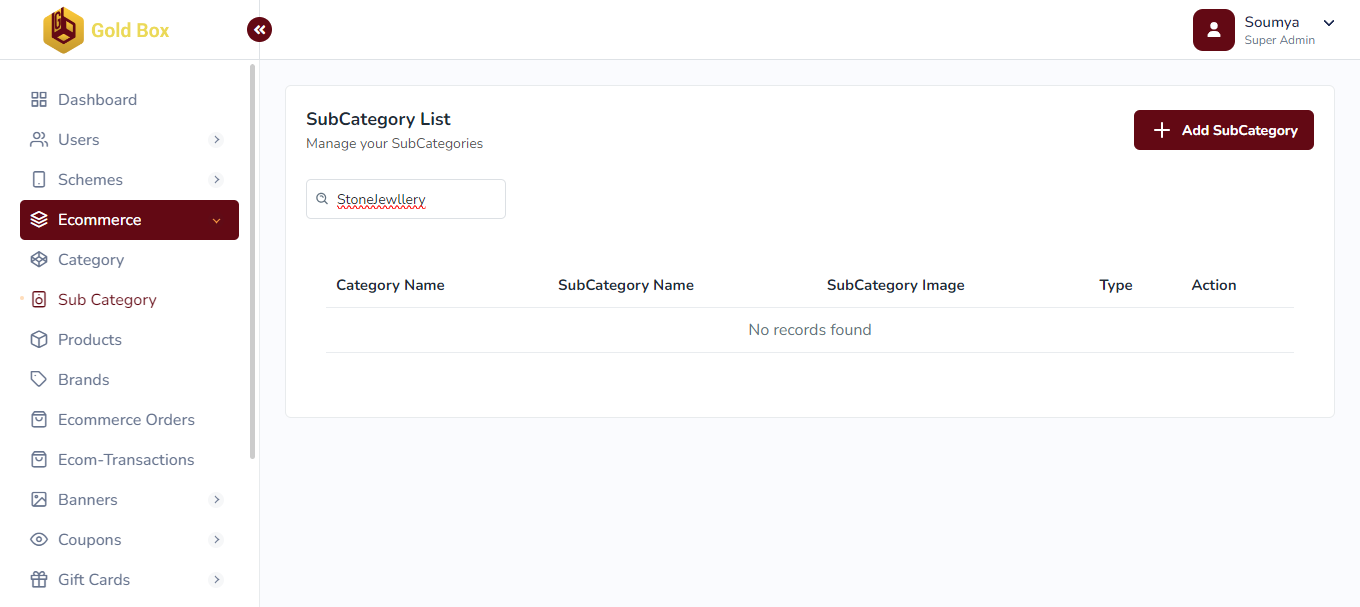 Gold Box
Soumya
Super Admin
Dashboard
Users
Schemes
Ecommerce
Category
Sub Category
Products
Brands
Ecommerce Orders
Ecom-Transactions
Banners
Coupons
Gift Cards
SubCategory List
Manage your SubCategories
Add SubCategory
StoneJewllery
Category Name SubCategory Name SubCategory Image Type Action
No records found